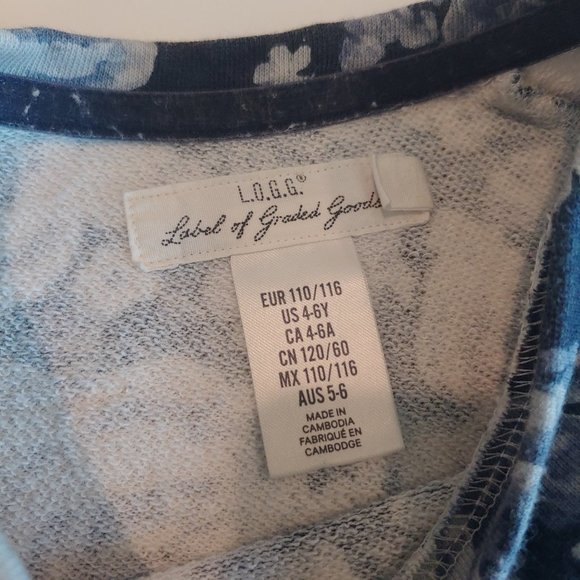 L.O.G.G.®
Label of Graded Goods
EUR 110/116
US 4-6Y
CA 4-6A
CN 120/60
MX 110/116
AUS 5-6
MADE IN
CAMBODIA
FABRIQUÉ EN
CAMBODGE